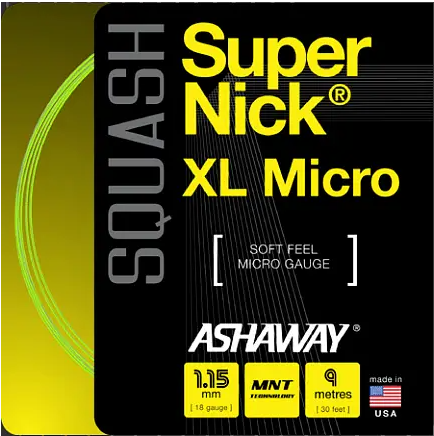 SQUASH
Super
Nick®
XL Micro
SOFT FEEL
MICRO GAUGE
ASHAWAY®
1.15
mm
[ 18 gauge ]
MNT
TECHNOLOGY
9
metres
[ 30 feet ]
made in
USA